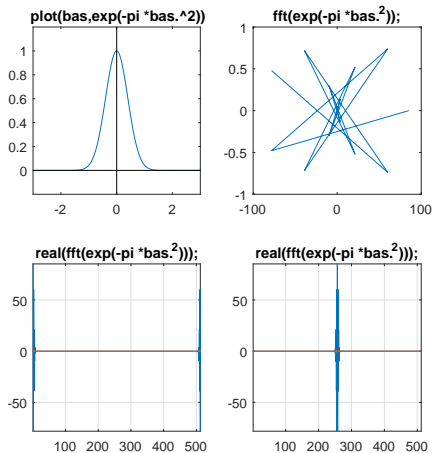 plot(bas,exp(-pi *bas.^2))
1
0.8
0.6
0.4
0.2
0
-2 0 2
fft(exp(-pi *bas.²));
1
0.5
0
-0.5
-1
-100 0 100
real(fft(exp(-pi *bas.²)));
50
0
-50
100 200 300 400 500
real(fft(exp(-pi *bas.²)));
50
0
-50
100 200 300 400 500